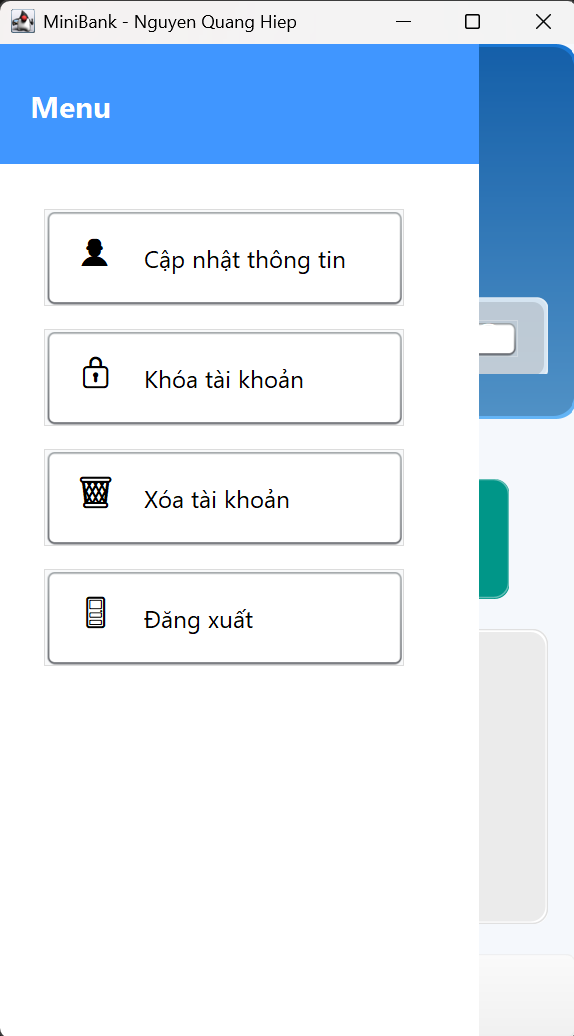 MiniBank - Nguyen Quang Hiep
Menu
Cập nhật thông tin
Khóa tài khoản
Xóa tài khoản
Đăng xuất